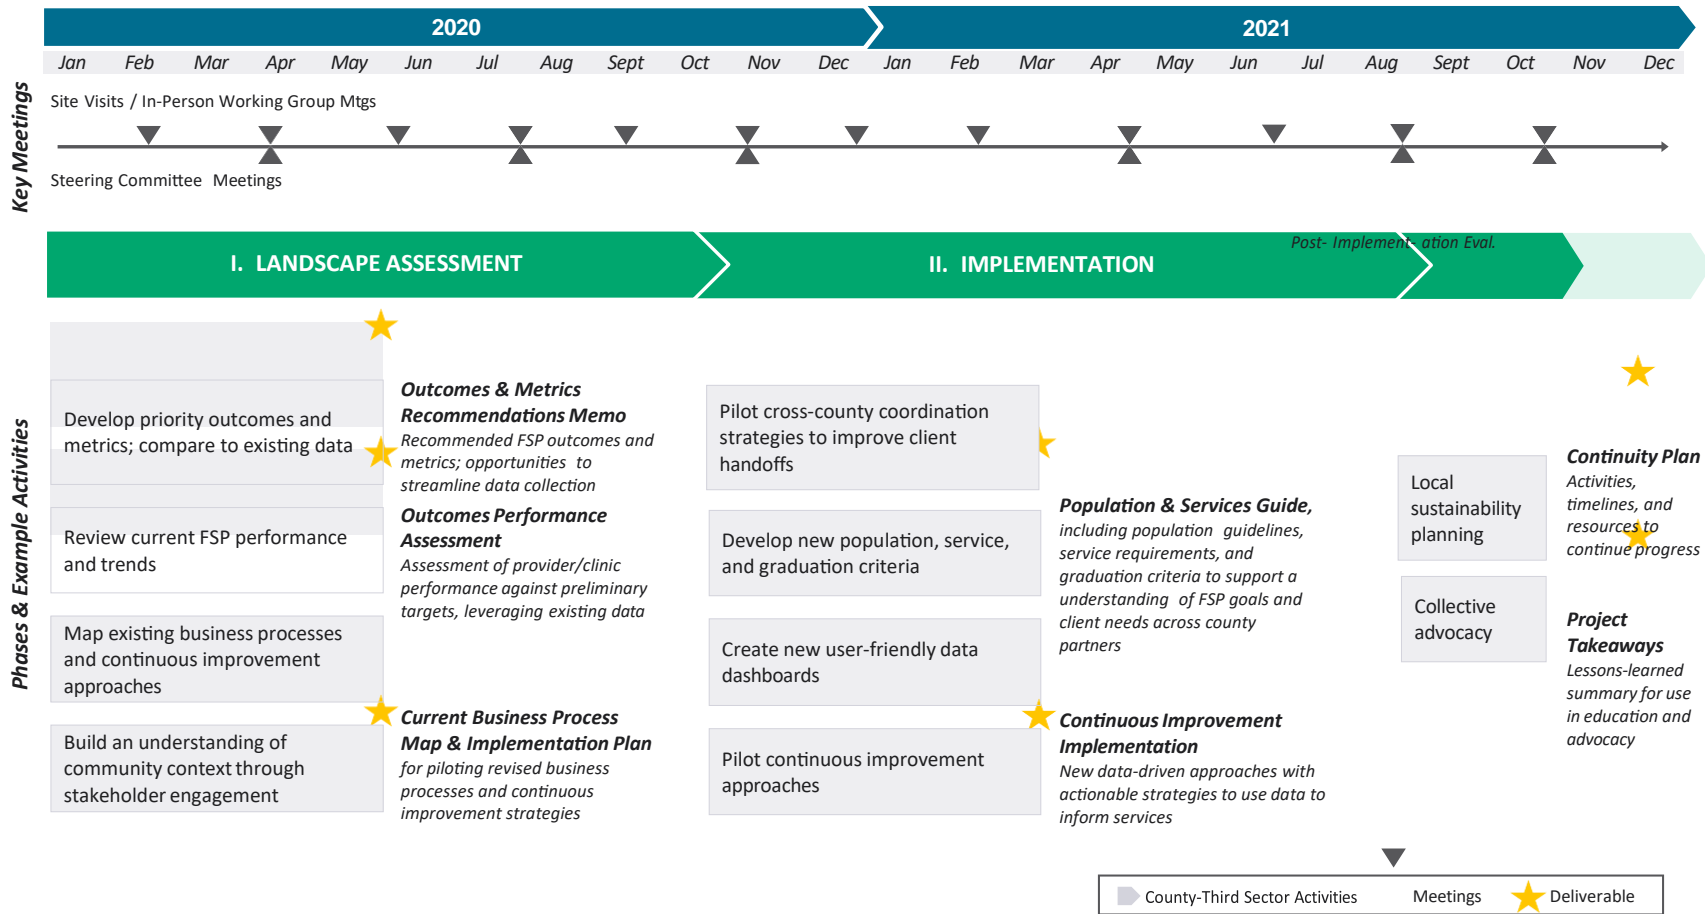 2020
2021
Jan Feb Mar Apr May Jun Jul Aug Sept Oct Nov Dec Jan Feb Mar Apr May Jun Jul Aug Sept Oct Nov Dec
Key Meetings
Site Visits / In-Person Working Group Mtgs
Steering Committee Meetings
I. LANDSCAPE ASSESSMENT
II. IMPLEMENTATION
Post- Implement- ation Eval.
Phases & Example Activities
Develop priority outcomes and
metrics; compare to existing data
Review current FSP performance
and trends
Map existing business processes
and continuous improvement
approaches
Build an understanding of
community context through
stakeholder engagement
Outcomes & Metrics
Recommendations Memo
Recommended FSP outcomes and
metrics; opportunities to
streamline data collection
Outcomes Performance
Assessment
Assessment of provider/clinic
performance against preliminary
targets, leveraging existing data
Current Business Process
Map & Implementation Plan
for piloting revised business
processes and continuous
improvement strategies
Pilot cross-county coordination
strategies to improve client
handoffs
Develop new population, service,
and graduation criteria
Create new user-friendly data
dashboards
Pilot continuous improvement
approaches
Population & Services Guide,
including population guidelines,
service requirements, and
graduation criteria to support a
understanding of FSP goals and
client needs across county
partners
Continuous Improvement
Implementation
New data-driven approaches with
actionable strategies to use data to
inform services
Local
sustainability
planning
Collective
advocacy
Continuity Plan
Activities,
timelines, and
resources to
continue progress
Project
Takeaways
Lessons-learned
summary for use
in education and
advocacy
County-Third Sector Activities
Meetings
Deliverable